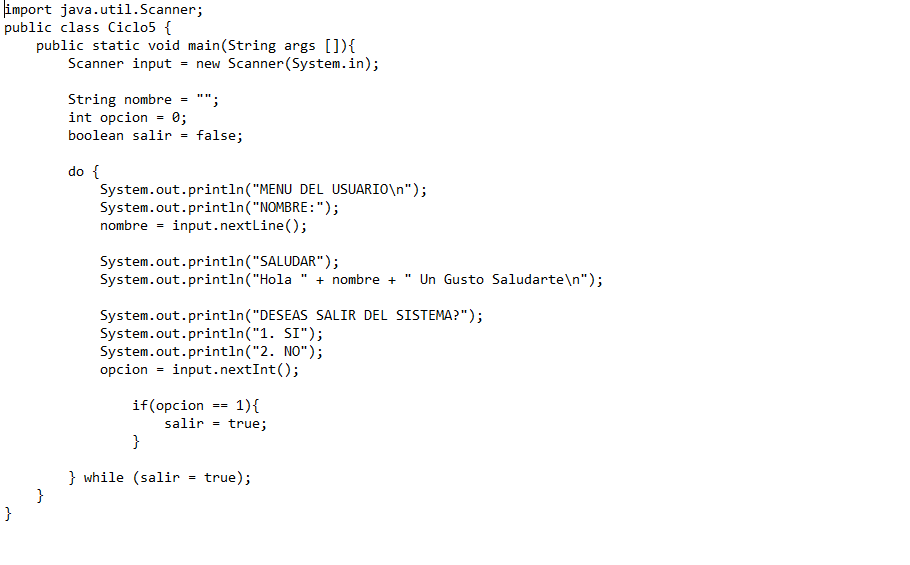 import java.util.Scanner;
public class Ciclo5 {
    public static void main(String args []){
        Scanner input = new Scanner(System.in);

        String nombre = "";
        int opcion = 0;
        boolean salir = false;

        do {
            System.out.println("MENU DEL USUARIO\n");
            System.out.println("NOMBRE:");
            nombre = input.nextLine();

            System.out.println("SALUDAR");
            System.out.println("Hola " + nombre + " Un Gusto Saludarte\n");

            System.out.println("DESEAS SALIR DEL SISTEMA?");
            System.out.println("1. SI");
            System.out.println("2. NO");
            opcion = input.nextInt();

                if(opcion == 1){
                    salir = true;
                }

        } while (salir = true);
    }
}